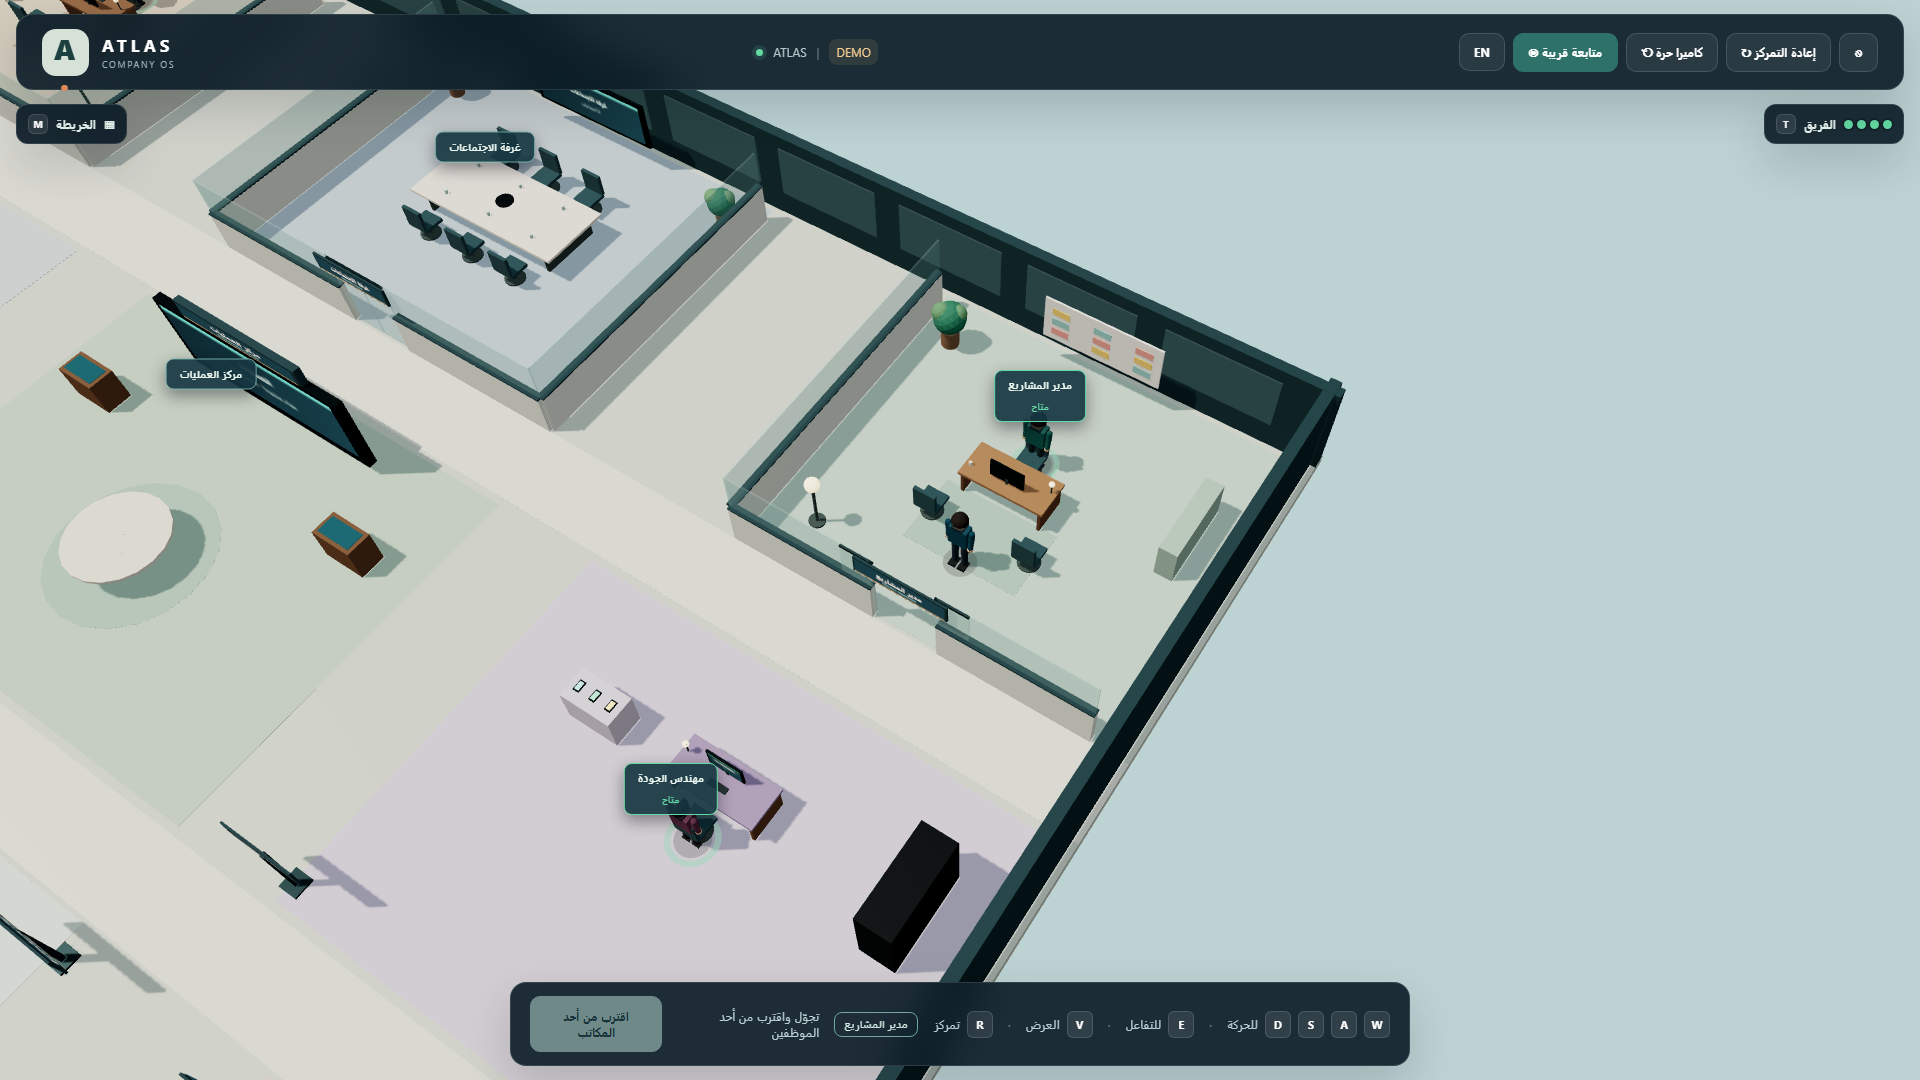 ATLAS
COMPANY OS
ATLAS | DEMO
EN
متابعة قريبة
كاميرا حرة
إعادة التمركز
الخريطة M
الفريق T
غرفة الاجتماعات
مركز العمليات
مدير المشاريع
متاح
مدير المشاريع
مهندس الجودة
متاح
W A S D للحركة · E للتفاعل · V العرض · R تمركز
مدير المشاريع
تجوّل واقترب من أحد
الموظفين
اقترب من أحد
المكاتب